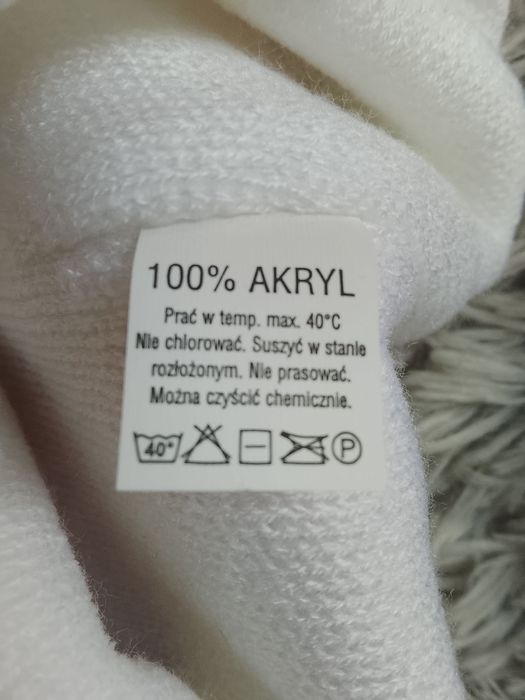 100% AKRYL
Prać w temp. max. 40°C
Nie chlorować. Suszyć w stanie
rozłożonym. Nie prasować.
Można czyścić chemicznie.
40° P